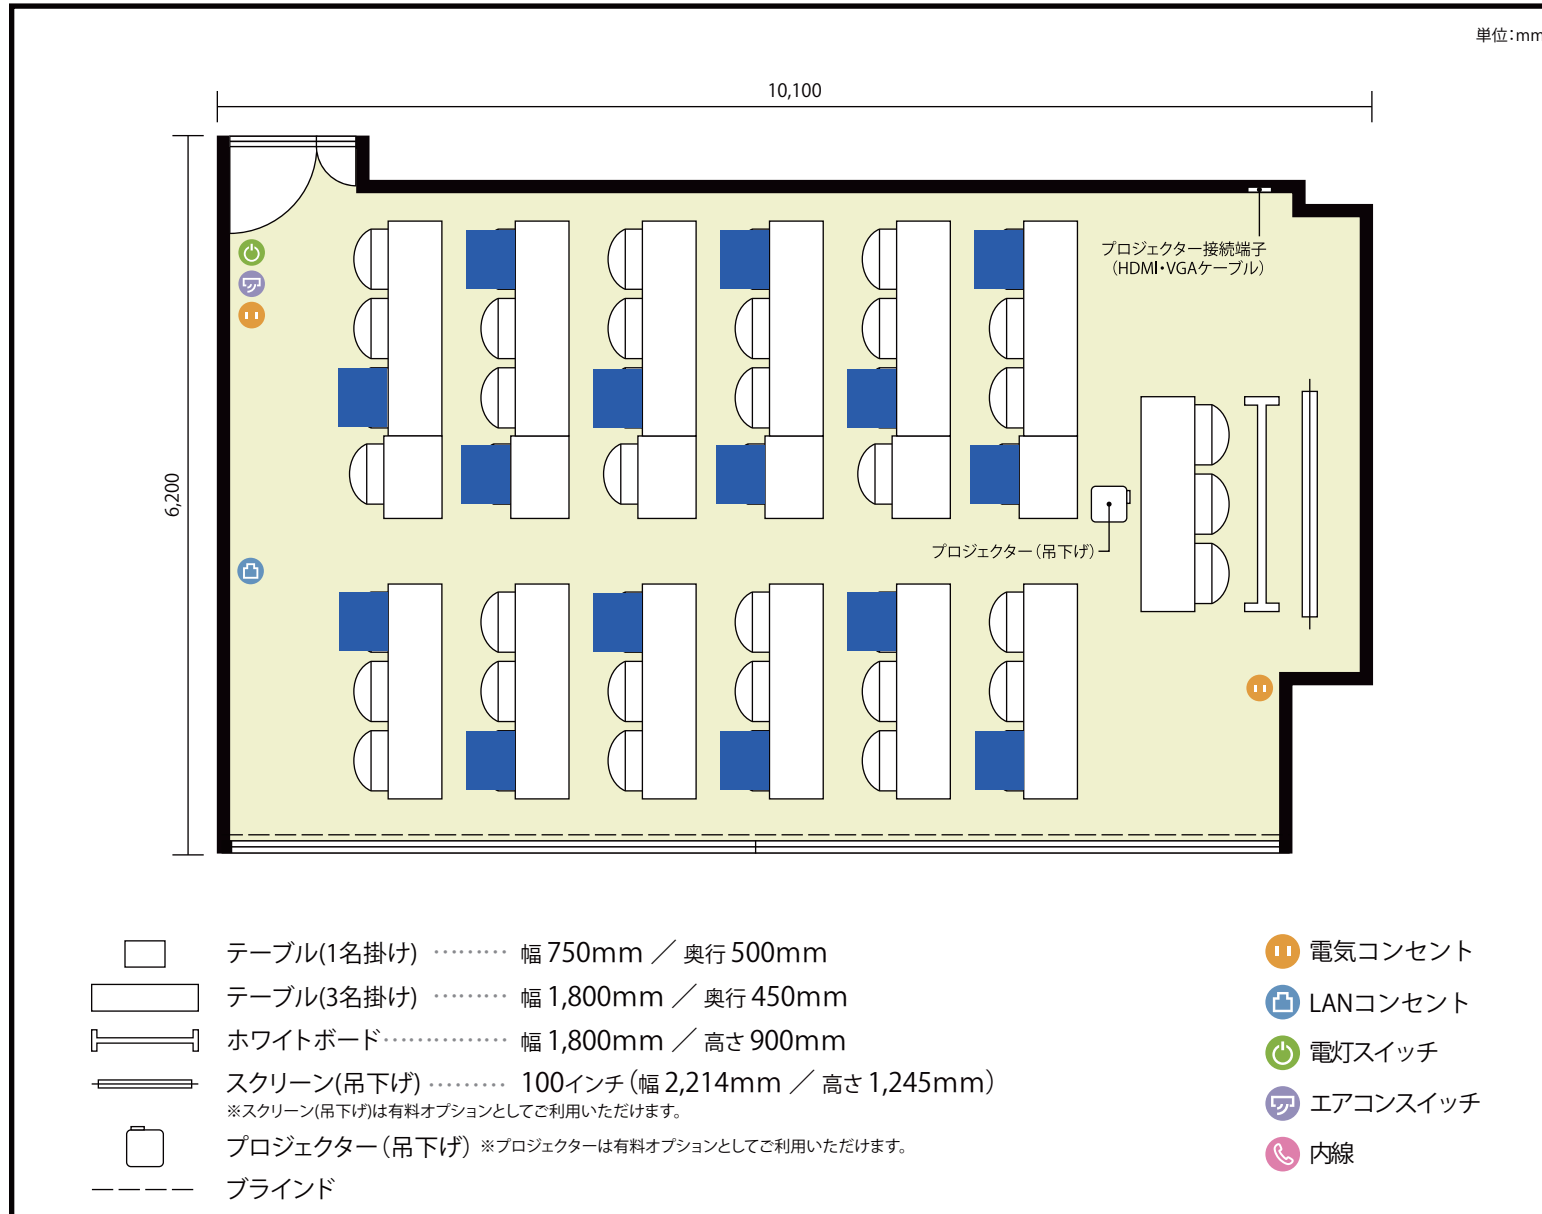 単位：mm
10,100
6,200
プロジェクター接続端子
（HDMI・VGAケーブル）
プロジェクター（吊下げ）
テーブル(1名掛け) ……… 幅 750mm ／ 奥行 500mm
テーブル(3名掛け) ……… 幅 1,800mm ／ 奥行 450mm
ホワイトボード…………… 幅 1,800mm ／ 高さ 900mm
スクリーン(吊下げ) ……… 100インチ（幅 2,214mm ／ 高さ 1,245mm）
※スクリーン(吊下げ)は有料オプションとしてご利用いただけます。
プロジェクター（吊下げ） ※プロジェクターは有料オプションとしてご利用いただけます。
ブラインド
電気コンセント
LANコンセント
電灯スイッチ
エアコンスイッチ
内線